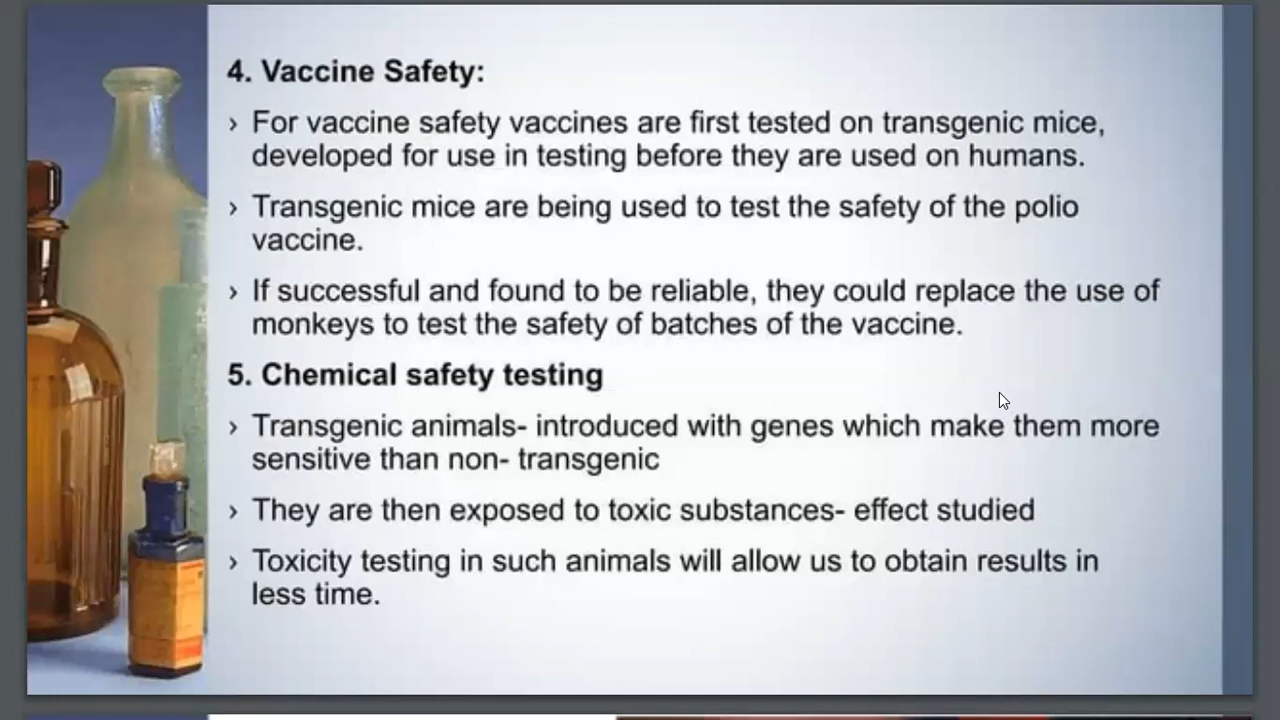 4. Vaccine Safety:
› For vaccine safety vaccines are first tested on transgenic mice,
developed for use in testing before they are used on humans.
› Transgenic mice are being used to test the safety of the polio
vaccine.
› If successful and found to be reliable, they could replace the use of
monkeys to test the safety of batches of the vaccine.
5. Chemical safety testing
› Transgenic animals- introduced with genes which make them more
sensitive than non- transgenic
› They are then exposed to toxic substances- effect studied
› Toxicity testing in such animals will allow us to obtain results in
less time.